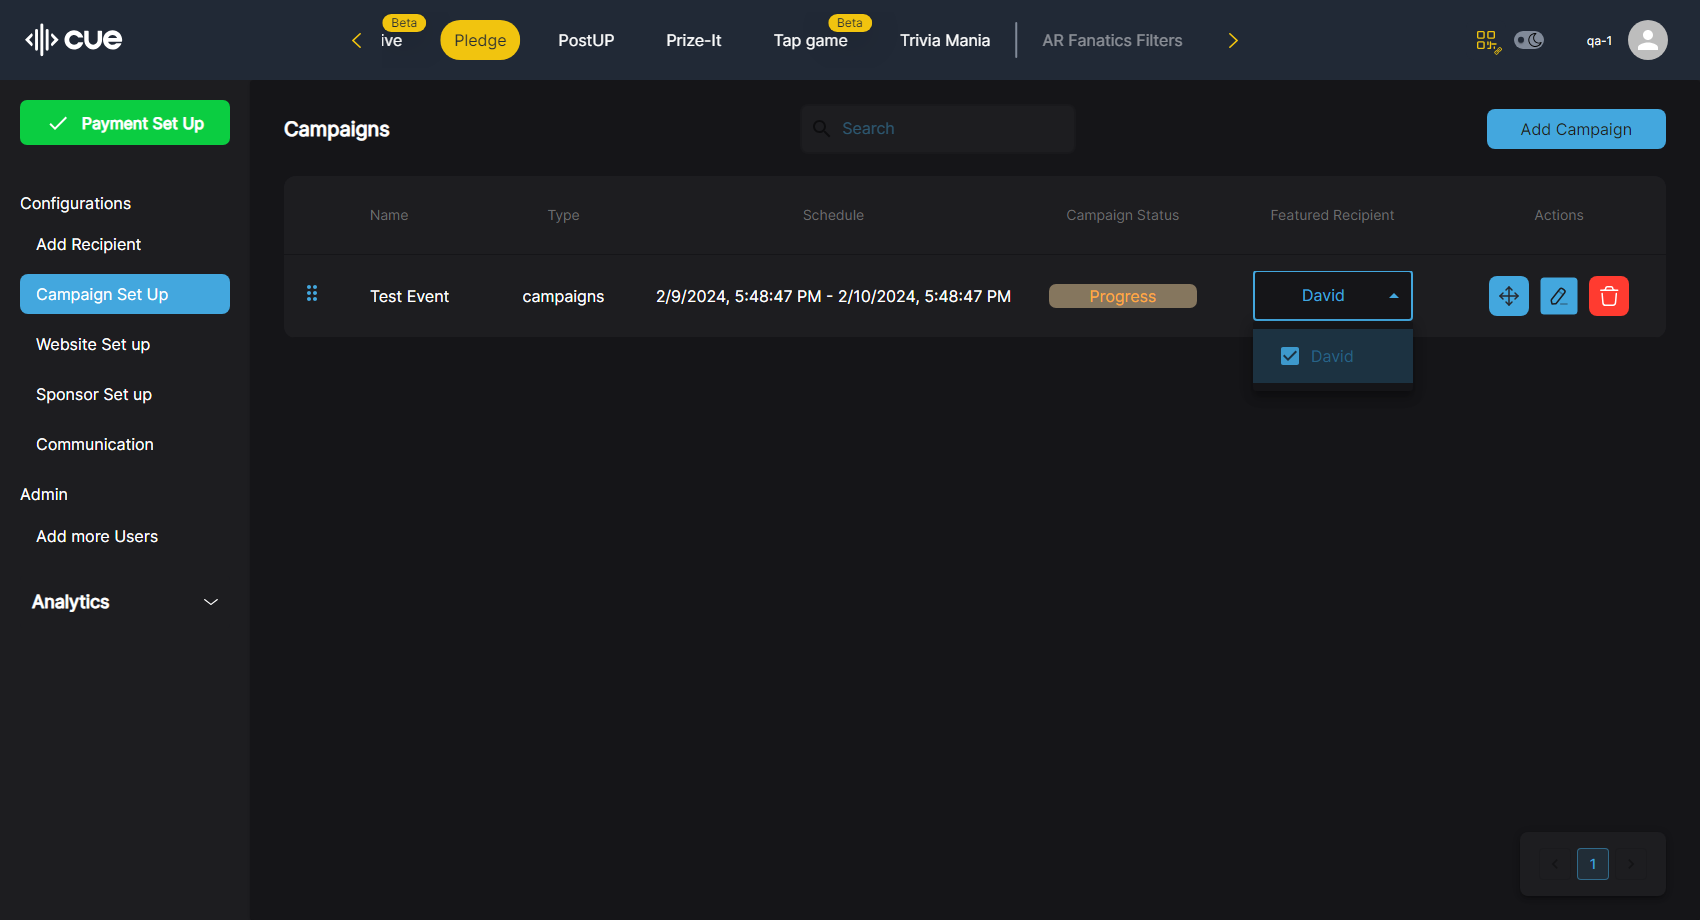 cue
Beta
ive
Pledge
PostUP
Prize-It
Beta
Tap game
Trivia Mania
AR Fanatics Filters
qa-1
Payment Set Up
Configurations
Add Recipient
Campaign Set Up
Website Set up
Sponsor Set up
Communication
Admin
Add more Users
Analytics
Campaigns
Search
Add Campaign
Name Type Schedule Campaign Status Featured Recipient Actions
Test Event campaigns 2/9/2024, 5:48:47 PM - 2/10/2024, 5:48:47 PM Progress David
David
1